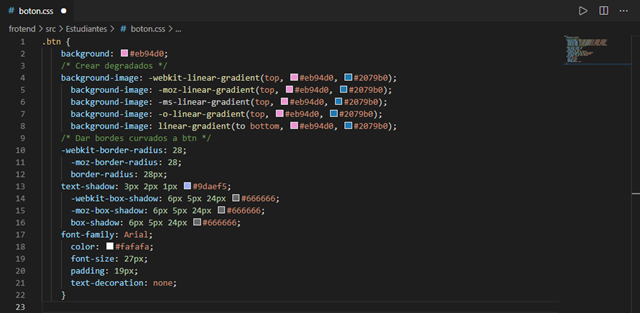 # boton.css
frotend > src > Estudiantes > # boton.css > ...
1 .btn {
2 background: #eb94d0;
3 /* Crear degradados */
4 background-image: -webkit-linear-gradient(top, #eb94d0, #2079b0);
5 background-image: -moz-linear-gradient(top, #eb94d0, #2079b0);
6 background-image: -ms-linear-gradient(top, #eb94d0, #2079b0);
7 background-image: -o-linear-gradient(top, #eb94d0, #2079b0);
8 background-image: linear-gradient(to bottom, #eb94d0, #2079b0);
9 /* Dar bordes curvados a btn */
10 -webkit-border-radius: 28;
11 -moz-border-radius: 28;
12 border-radius: 28px;
13 text-shadow: 3px 2px 1px #9daef5;
14 -webkit-box-shadow: 6px 5px 24px #666666;
15 -moz-box-shadow: 6px 5px 24px #666666;
16 box-shadow: 6px 5px 24px #666666;
17 font-family: Arial;
18 color: #fafafa;
19 font-size: 27px;
20 padding: 19px;
21 text-decoration: none;
22 }
23